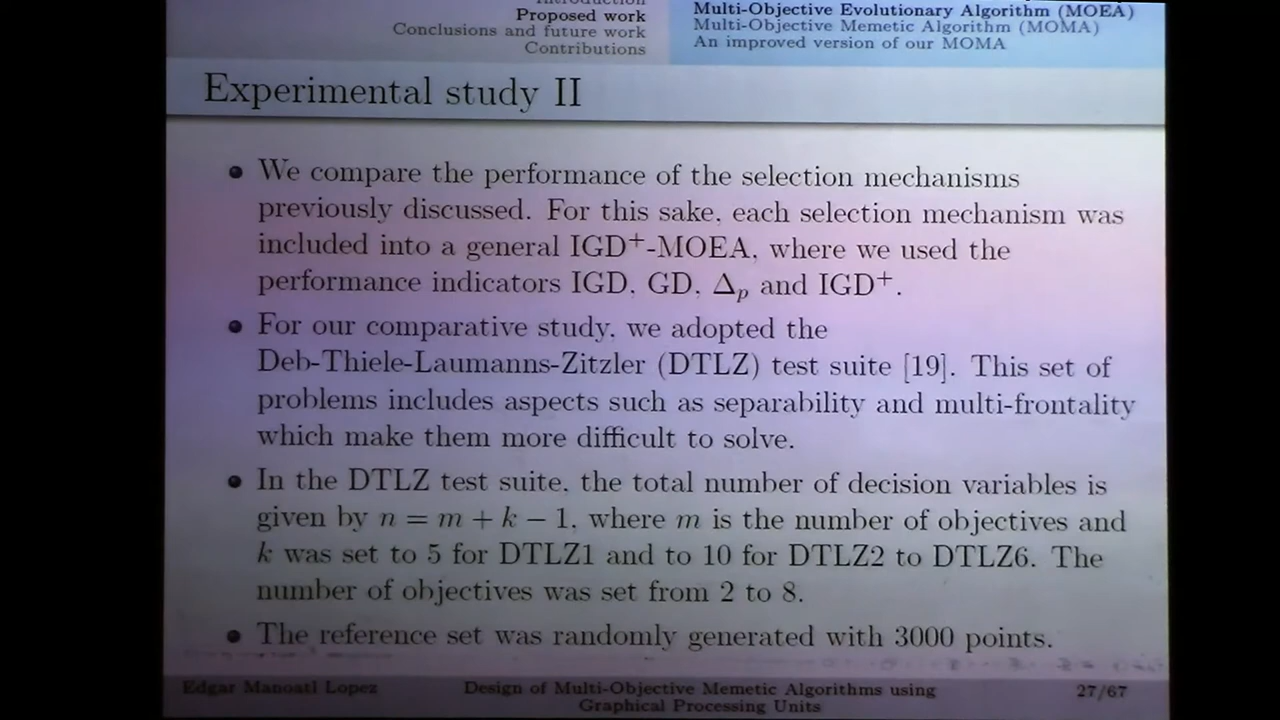 Introduction
Proposed work
Conclusions and future work
Contributions
Multi-Objective Evolutionary Algorithm (MOEA)
Multi-Objective Memetic Algorithm (MOMA)
An improved version of our MOMA
Experimental study II
• We compare the performance of the selection mechanisms
previously discussed. For this sake, each selection mechanism was
included into a general IGD⁺-MOEA, where we used the
performance indicators IGD, GD, Δₚ and IGD⁺.
• For our comparative study, we adopted the
Deb-Thiele-Laumanns-Zitzler (DTLZ) test suite [19]. This set of
problems includes aspects such as separability and multi-frontality
which make them more difficult to solve.
• In the DTLZ test suite, the total number of decision variables is
given by n = m + k − 1, where m is the number of objectives and
k was set to 5 for DTLZ1 and to 10 for DTLZ2 to DTLZ6. The
number of objectives was set from 2 to 8.
• The reference set was randomly generated with 3000 points.
Edgar Manoatl Lopez
Design of Multi-Objective Memetic Algorithms using
Graphical Processing Units
27/67